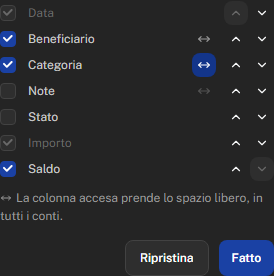 Data
Beneficiario
Categoria
Note
Stato
Importo
Saldo
↔ La colonna accesa prende lo spazio libero, in
tutti i conti.
Ripristina Fatto